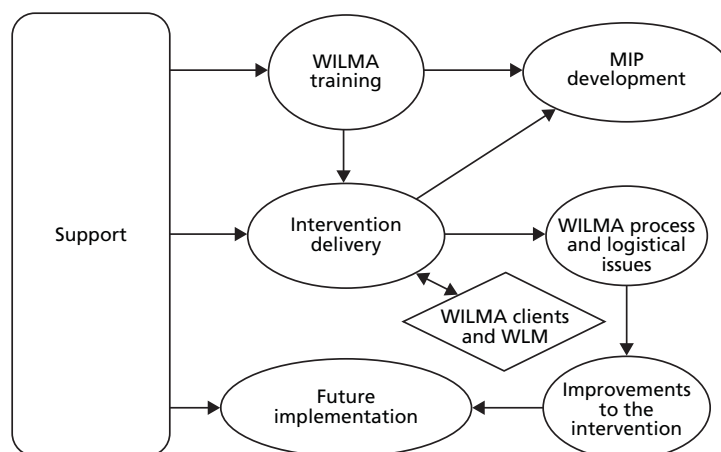 WILMA
training
MIP
development
Support
Intervention
delivery
WILMA process
and logistical
issues
WILMA clients
and WLM
Future
implementation
Improvements
to the
intervention